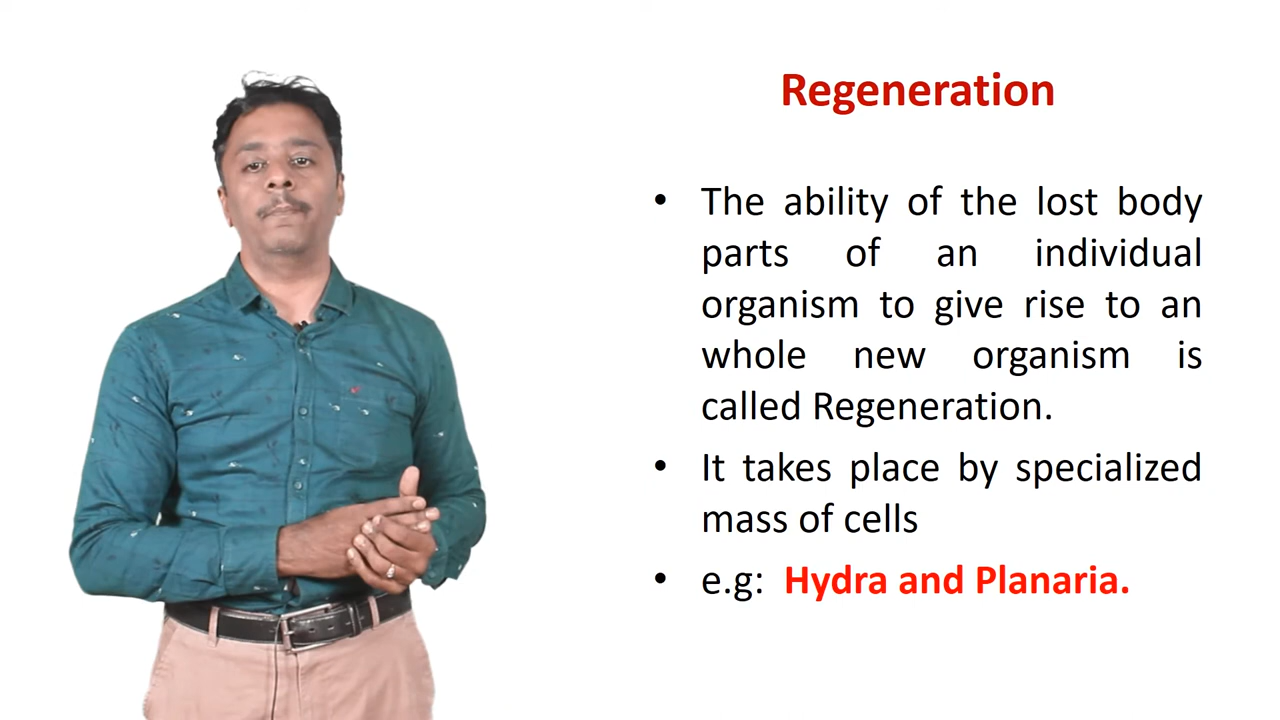 Regeneration
• The ability of the lost body
parts of an individual
organism to give rise to an
whole new organism is
called Regeneration.
• It takes place by specialized
mass of cells
• e.g: Hydra and Planaria.